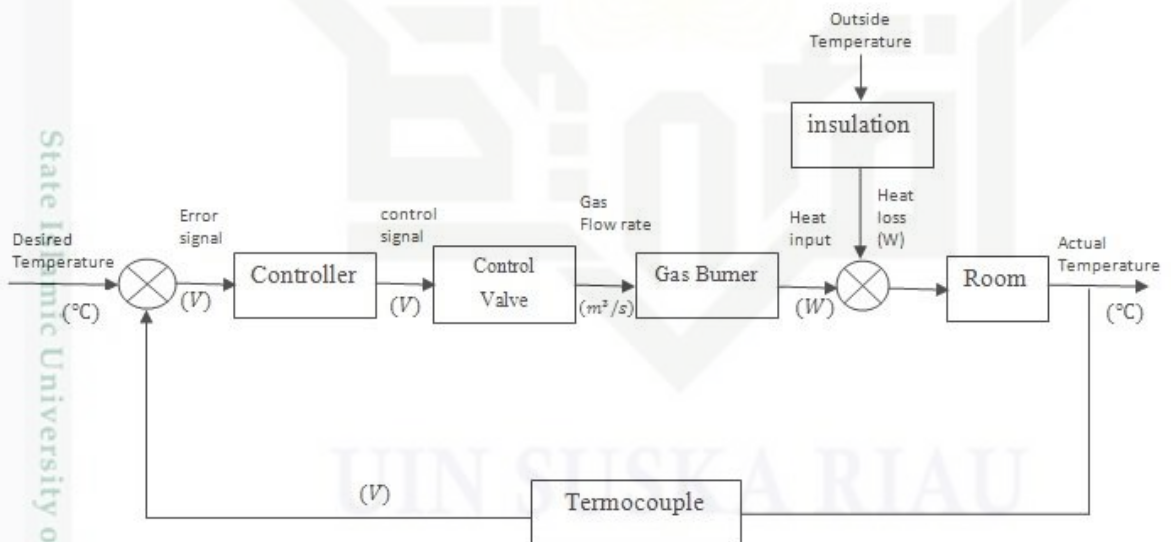 Outside
Temperature
insulation
State Islamic University o
Gas
Flow rate
Heat
loss
(W)
Error
signal
control
signal
Heat
input
Desired
Temperature
Actual
Temperature
Controller
Control
Valve
Gas Burner
Room
(°C)
(V)
(V)
(m³/s)
(W)
(°C)
UIN SUSKA RIAU
(V)
Termocouple